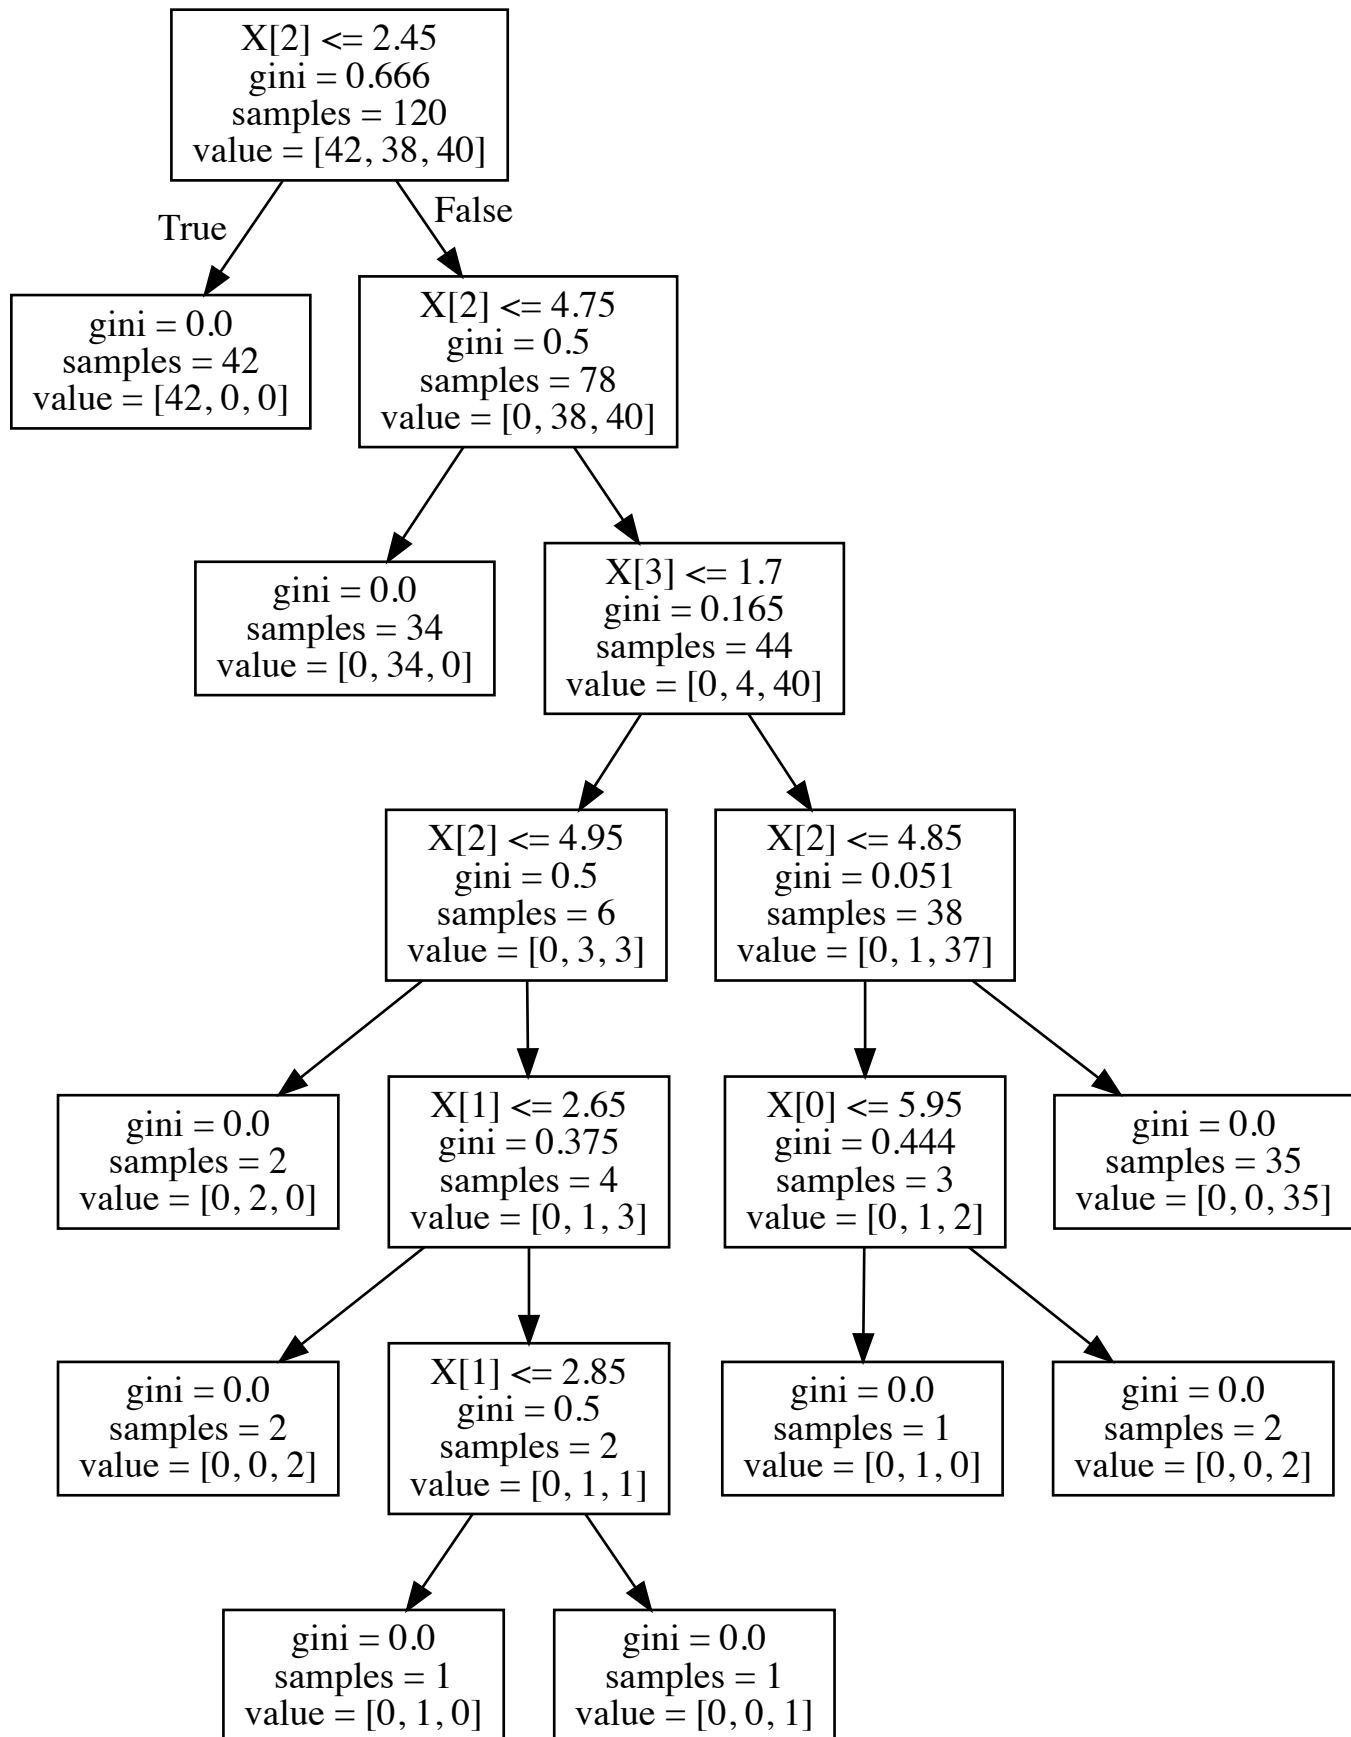 X[2] <= 2.45
gini = 0.666
samples = 120
value = [42, 38, 40]
True
False
gini = 0.0
samples = 42
value = [42, 0, 0]
X[2] <= 4.75
gini = 0.5
samples = 78
value = [0, 38, 40]
gini = 0.0
samples = 34
value = [0, 34, 0]
X[3] <= 1.7
gini = 0.165
samples = 44
value = [0, 4, 40]
X[2] <= 4.95
gini = 0.5
samples = 6
value = [0, 3, 3]
X[2] <= 4.85
gini = 0.051
samples = 38
value = [0, 1, 37]
gini = 0.0
samples = 2
value = [0, 2, 0]
X[1] <= 2.65
gini = 0.375
samples = 4
value = [0, 1, 3]
X[0] <= 5.95
gini = 0.444
samples = 3
value = [0, 1, 2]
gini = 0.0
samples = 35
value = [0, 0, 35]
gini = 0.0
samples = 2
value = [0, 0, 2]
X[1] <= 2.85
gini = 0.5
samples = 2
value = [0, 1, 1]
gini = 0.0
samples = 1
value = [0, 1, 0]
gini = 0.0
samples = 2
value = [0, 0, 2]
gini = 0.0
samples = 1
value = [0, 1, 0]
gini = 0.0
samples = 1
value = [0, 0, 1]